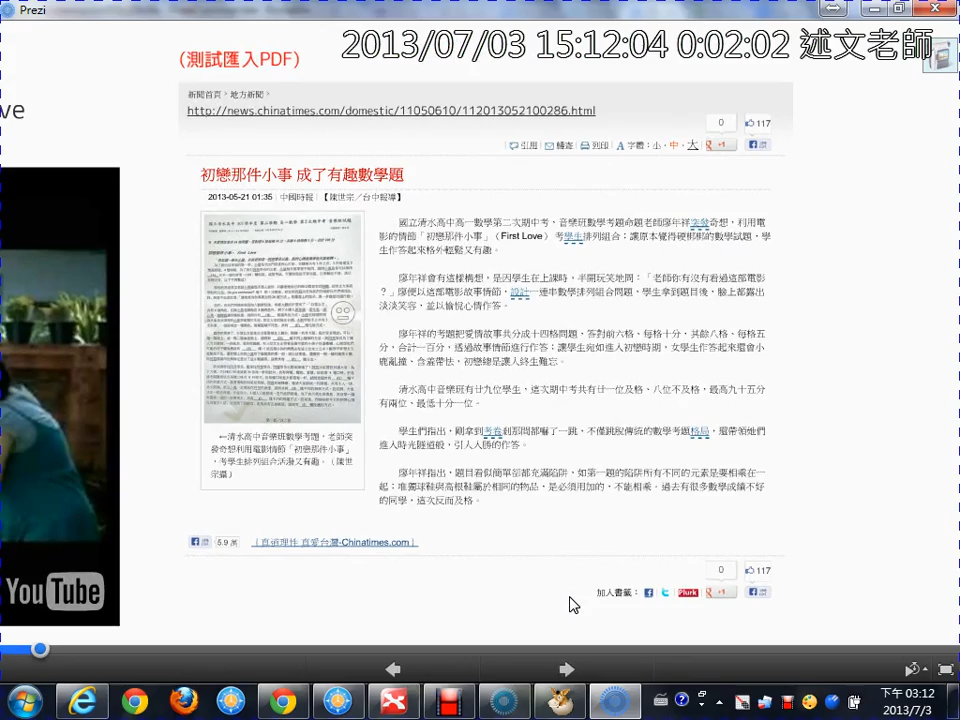 Prezi
2013/07/03 15:12:04 0:02:02 述文老師
(測試匯入PDF)
ve
新聞首頁> 地方新聞>
http://news.chinatimes.com/domestic/11050610/112013052100286.html
0
117
引用 轉寄 列印 A 字體：小．中．大 +1 讚
初戀那件小事 成了有趣數學題
2013-05-21 01:35 | 中國時報 | 【陳世宗／台中報導】
國立清水高中高一數學第二次期中考，音樂班數學考題命題老師廖年祥突發奇想，利用電
影的情節「初戀那件小事」（First Love） 考學生排列組合；讓原本覺得硬梆梆的數學試題，學
生作答起來格外輕鬆又有趣。
廖年祥會有這樣構想，是因學生在上課時，半開玩笑地問：「老師你有沒有看過這部電影
？」廖便以這部電影故事情節，設計一連串數學排列組合問題，學生拿到題目後，臉上都露出
淡淡笑容，並以愉悅心情作答。
廖年祥的考題把愛情故事共分成十四格問題，答對前六格、每格十分，其餘八格、每格五
分，合計一百分，透過故事情節進行作答；讓學生宛如進入初戀時期，女學生作答起來還會小
鹿亂撞，含羞帶怯，初戀總是讓人終生難忘。
清水高中音樂班有廿九位學生，這次期中考共有廿一位及格，八位不及格，最高九十五分
有兩位，最低十分一位。
學生們指出，剛拿到考卷剎那間都嚇了一跳，不僅跳脫傳統的數學考題格局，還帶領她們
進入時光隧道般，引人入勝的作答。
廖年祥指出，題目看似簡單卻都充滿陷阱，如第一題的陷阱所有不同的元素是要相乘在一
起；唯獨球鞋與高根鞋屬於相同的物品，是必須用加的，不能相乘。過去有很多數學成績不好
的同學，這次反而及格。
←清水高中音樂班數學考題，老師突
發奇想利用電影情節「初戀那件小事」
，考學生排列組合活潑又有趣。（陳世
宗攝）
讚 5.9 萬 ［真道理性 真愛台灣-Chinatimes.com］
0
117
加入書籤： Plurk +1 讚
YouTube
下午 03:12
2013/7/3